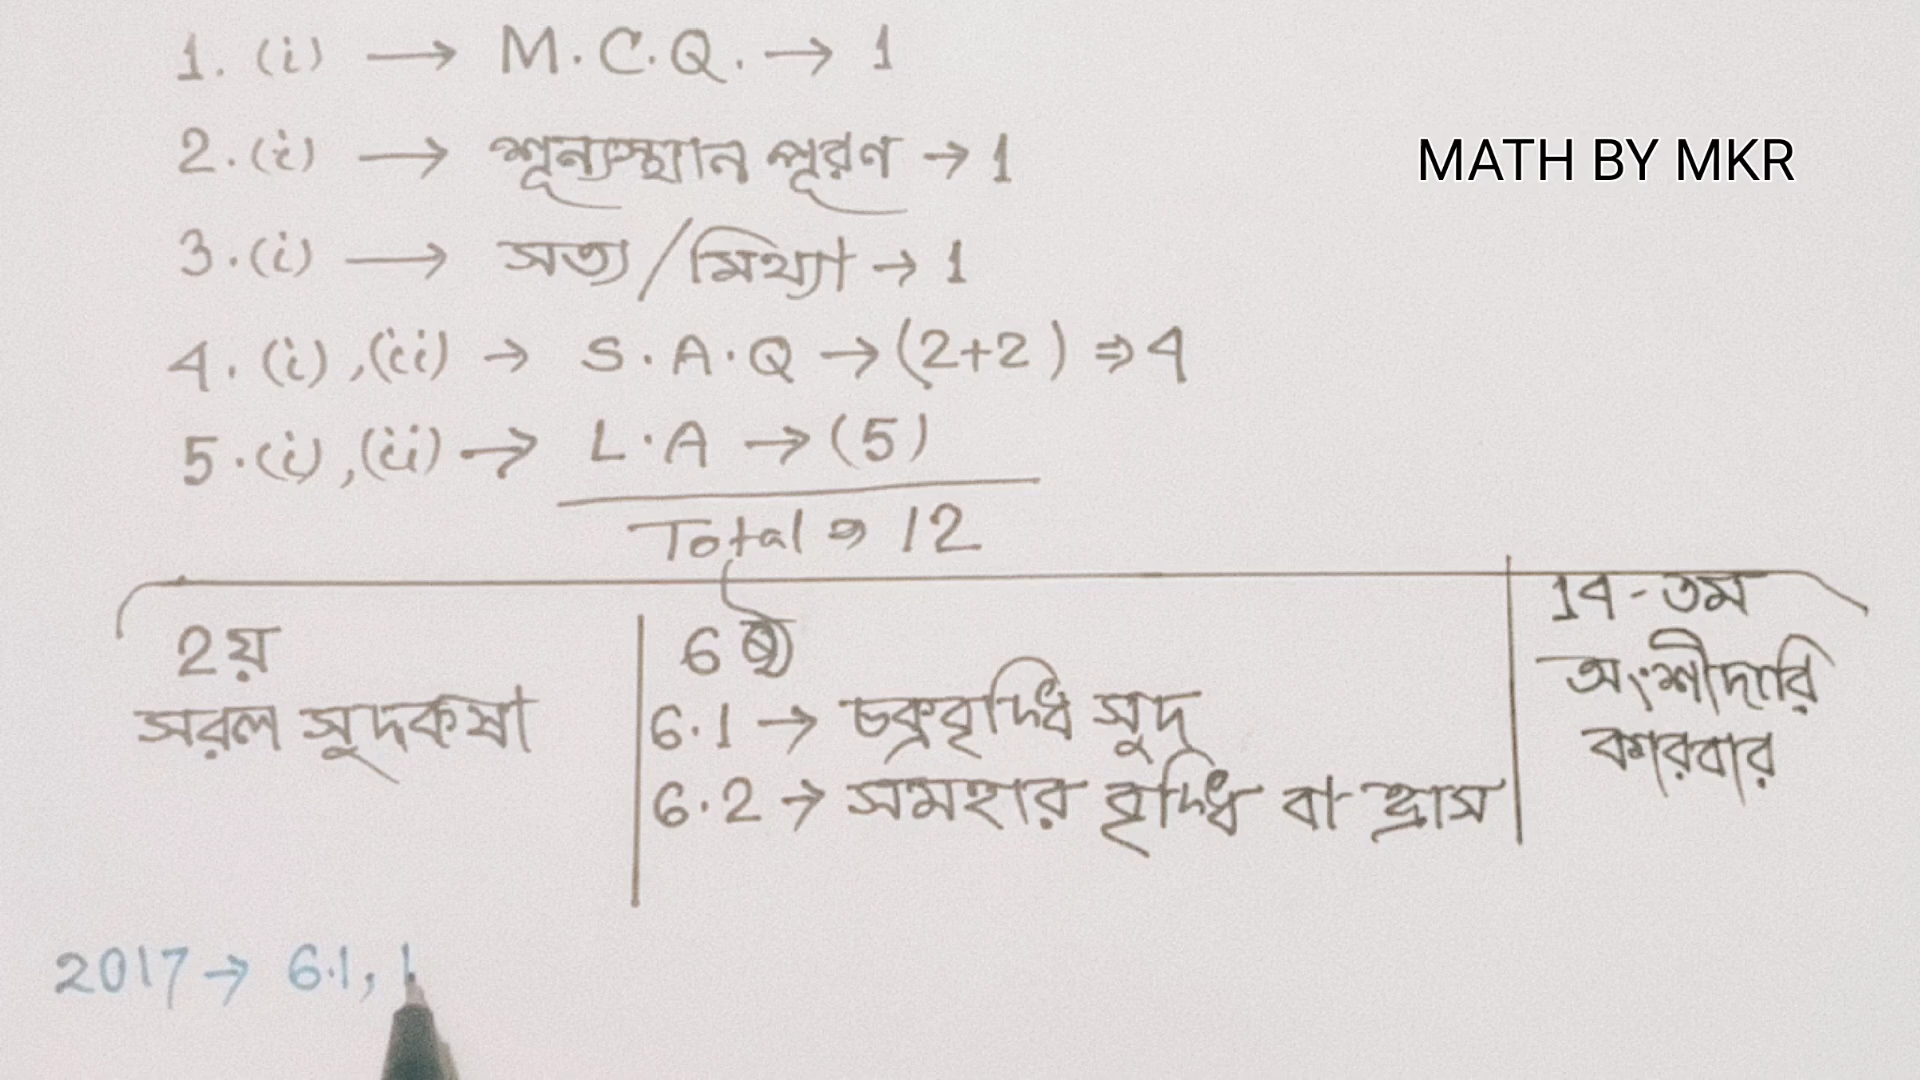 1. (i) → M.C.Q. → 1
2. (i) → শূন্যস্থান পূরণ → 1
MATH BY MKR
3. (i) → সত্য/মিথ্যা → 1
4. (i), (ii) → S.A.Q → (2+2) ⇒ 4
5. (i), (ii) → L.A → (5)
Total ⇒ 12
2য়
সরল সুদকষা
6ষ্ঠ
6.1 → চক্রবৃদ্ধি সুদ
6.2 → সমহার বৃদ্ধি বা হ্রাস
14-তম
অংশীদারি
কারবার
2017 → 6.1, 1